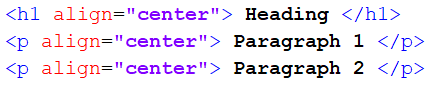 <h1 align="center"> Heading </h1>
<p align="center"> Paragraph 1 </p>
<p align="center"> Paragraph 2 </p>